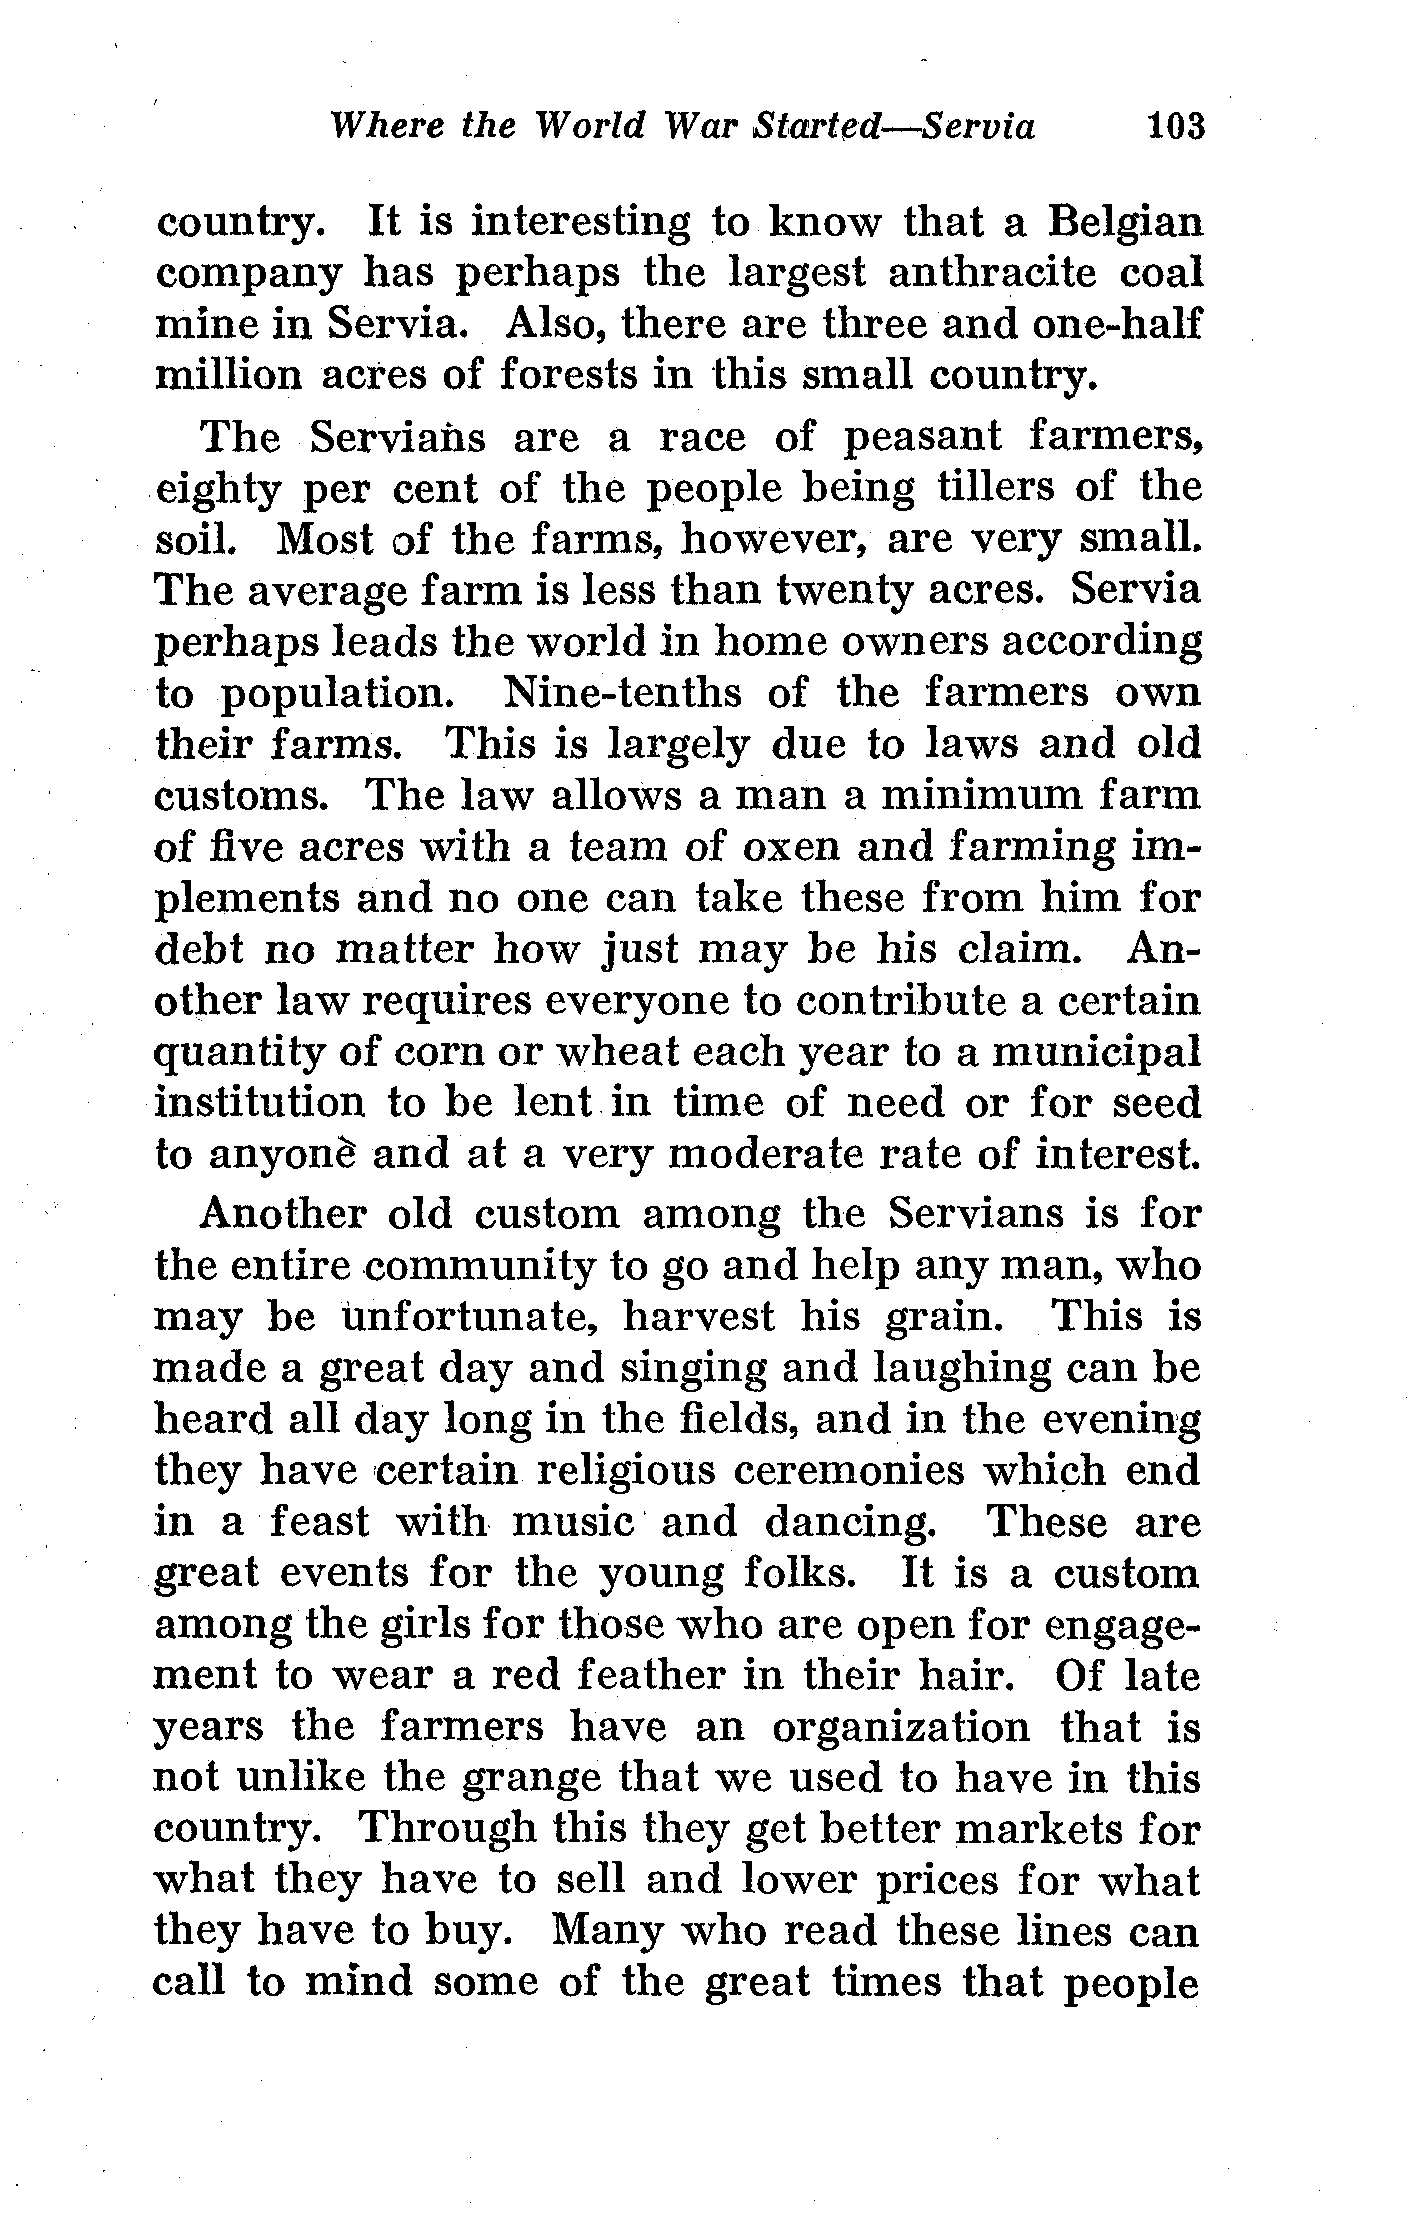 Where the World War Started—Servia 103
country. It is interesting to know that a Belgian
company has perhaps the largest anthracite coal
mine in Servia. Also, there are three and one-half
million acres of forests in this small country.
The Servians are a race of peasant farmers,
eighty per cent of the people being tillers of the
soil. Most of the farms, however, are very small.
The average farm is less than twenty acres. Servia
perhaps leads the world in home owners according
to population. Nine-tenths of the farmers own
their farms. This is largely due to laws and old
customs. The law allows a man a minimum farm
of five acres with a team of oxen and farming im-
plements and no one can take these from him for
debt no matter how just may be his claim. An-
other law requires everyone to contribute a certain
quantity of corn or wheat each year to a municipal
institution to be lent in time of need or for seed
to anyone and at a very moderate rate of interest.
Another old custom among the Servians is for
the entire community to go and help any man, who
may be unfortunate, harvest his grain. This is
made a great day and singing and laughing can be
heard all day long in the fields, and in the evening
they have certain religious ceremonies which end
in a feast with music and dancing. These are
great events for the young folks. It is a custom
among the girls for those who are open for engage-
ment to wear a red feather in their hair. Of late
years the farmers have an organization that is
not unlike the grange that we used to have in this
country. Through this they get better markets for
what they have to sell and lower prices for what
they have to buy. Many who read these lines can
call to mind some of the great times that people